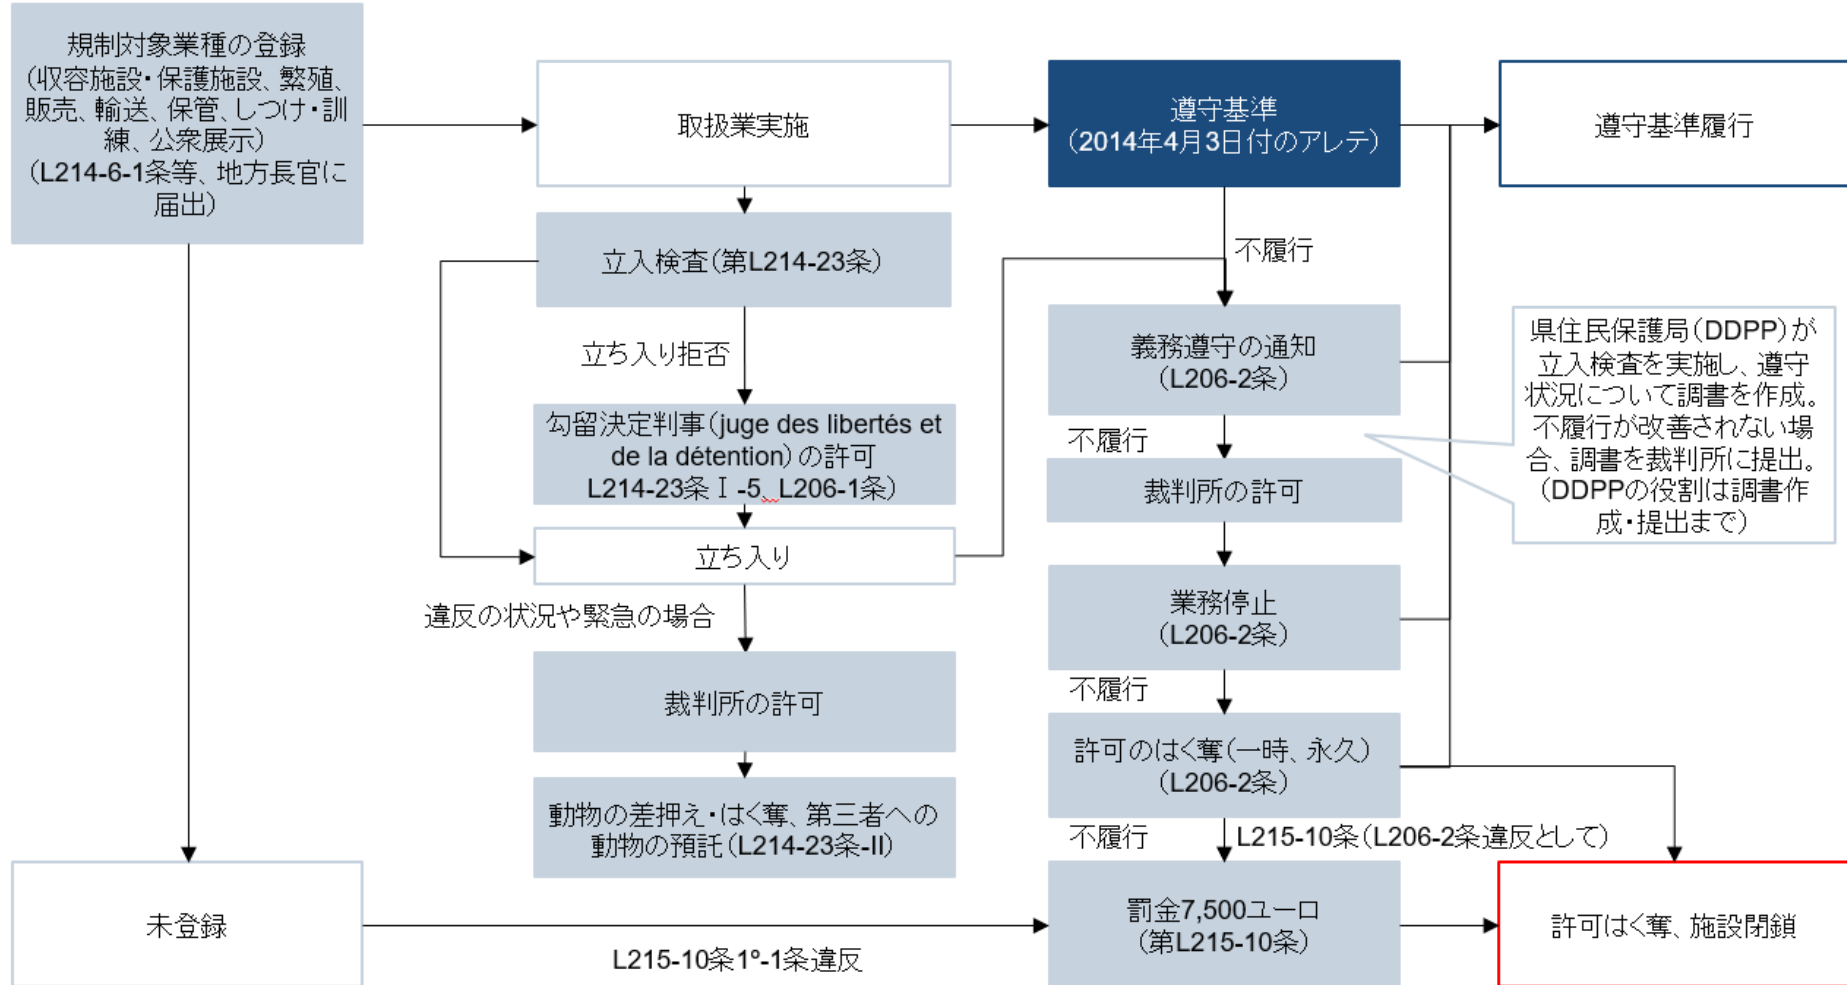 規制対象業種の登録
（収容施設・保護施設、繁殖、
販売、輸送、保管、しつけ・訓
練、公衆展示）
（L214-6-1条等、地方長官に
届出）
取扱業実施
遵守基準
（2014年4月3日付のアレテ）
遵守基準履行
立入検査（第L214-23条）
不履行
立ち入り拒否
義務遵守の通知
（L206-2条）
県住民保護局（DDPP）が
立入検査を実施し、遵守
状況について調書を作成。
不履行が改善されない場
合、調書を裁判所に提出。
（DDPPの役割は調書作
成・提出まで）
勾留決定判事（juge des libertés et
de la détention）の許可
L214-23条Ⅰ-5、L206-1条）
不履行
裁判所の許可
立ち入り
違反の状況や緊急の場合
業務停止
（L206-2条）
裁判所の許可
不履行
許可のはく奪（一時、永久）
（L206-2条）
動物の差押え・はく奪、第三者への
動物の預託（L214-23条-II）
不履行
L215-10条（L206-2条違反として）
未登録
L215-10条1º-1条違反
罰金7,500ユーロ
（第L215-10条）
許可はく奪、施設閉鎖